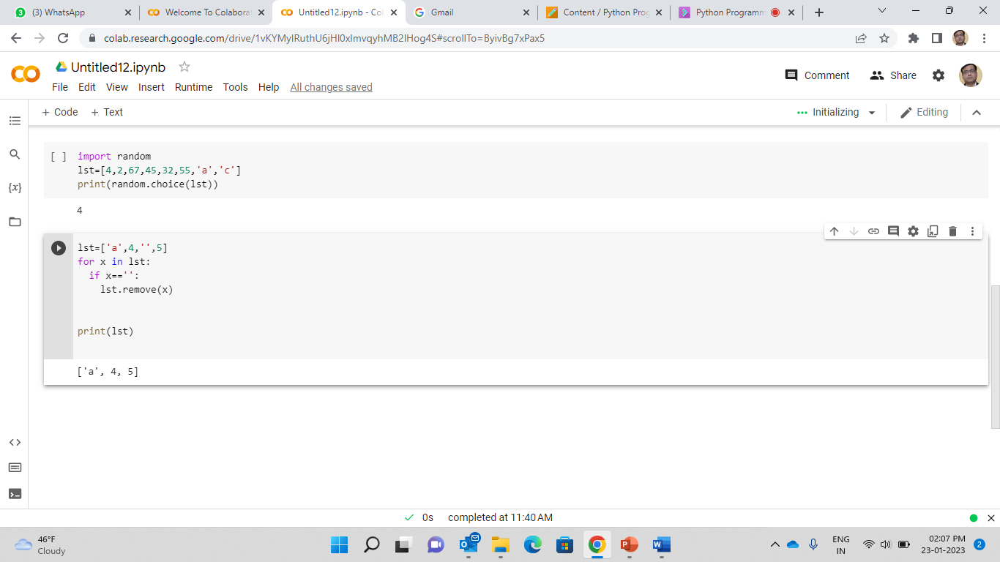 (3) WhatsApp
Welcome To Colabora
Untitled12.ipynb - Co
Gmail
Content / Python Prog
Python Programm
colab.research.google.com/drive/1vKYMyIRuthU6jHl0xImvqyhMB2IHog4S#scrollTo=ByivBg7xPax5
Untitled12.ipynb
Comment
Share
File Edit View Insert Runtime Tools Help All changes saved
+ Code + Text
Initializing
Editing
[ ] import random
lst=[4,2,67,45,32,55,'a','c']
print(random.choice(lst))
4
{x}
lst=['a',4,'',5]
for x in lst:
  if x=='':
    lst.remove(x)
print(lst)
['a', 4, 5]
0s completed at 11:40 AM
46°F
Cloudy
ENG
IN
02:07 PM
23-01-2023
2